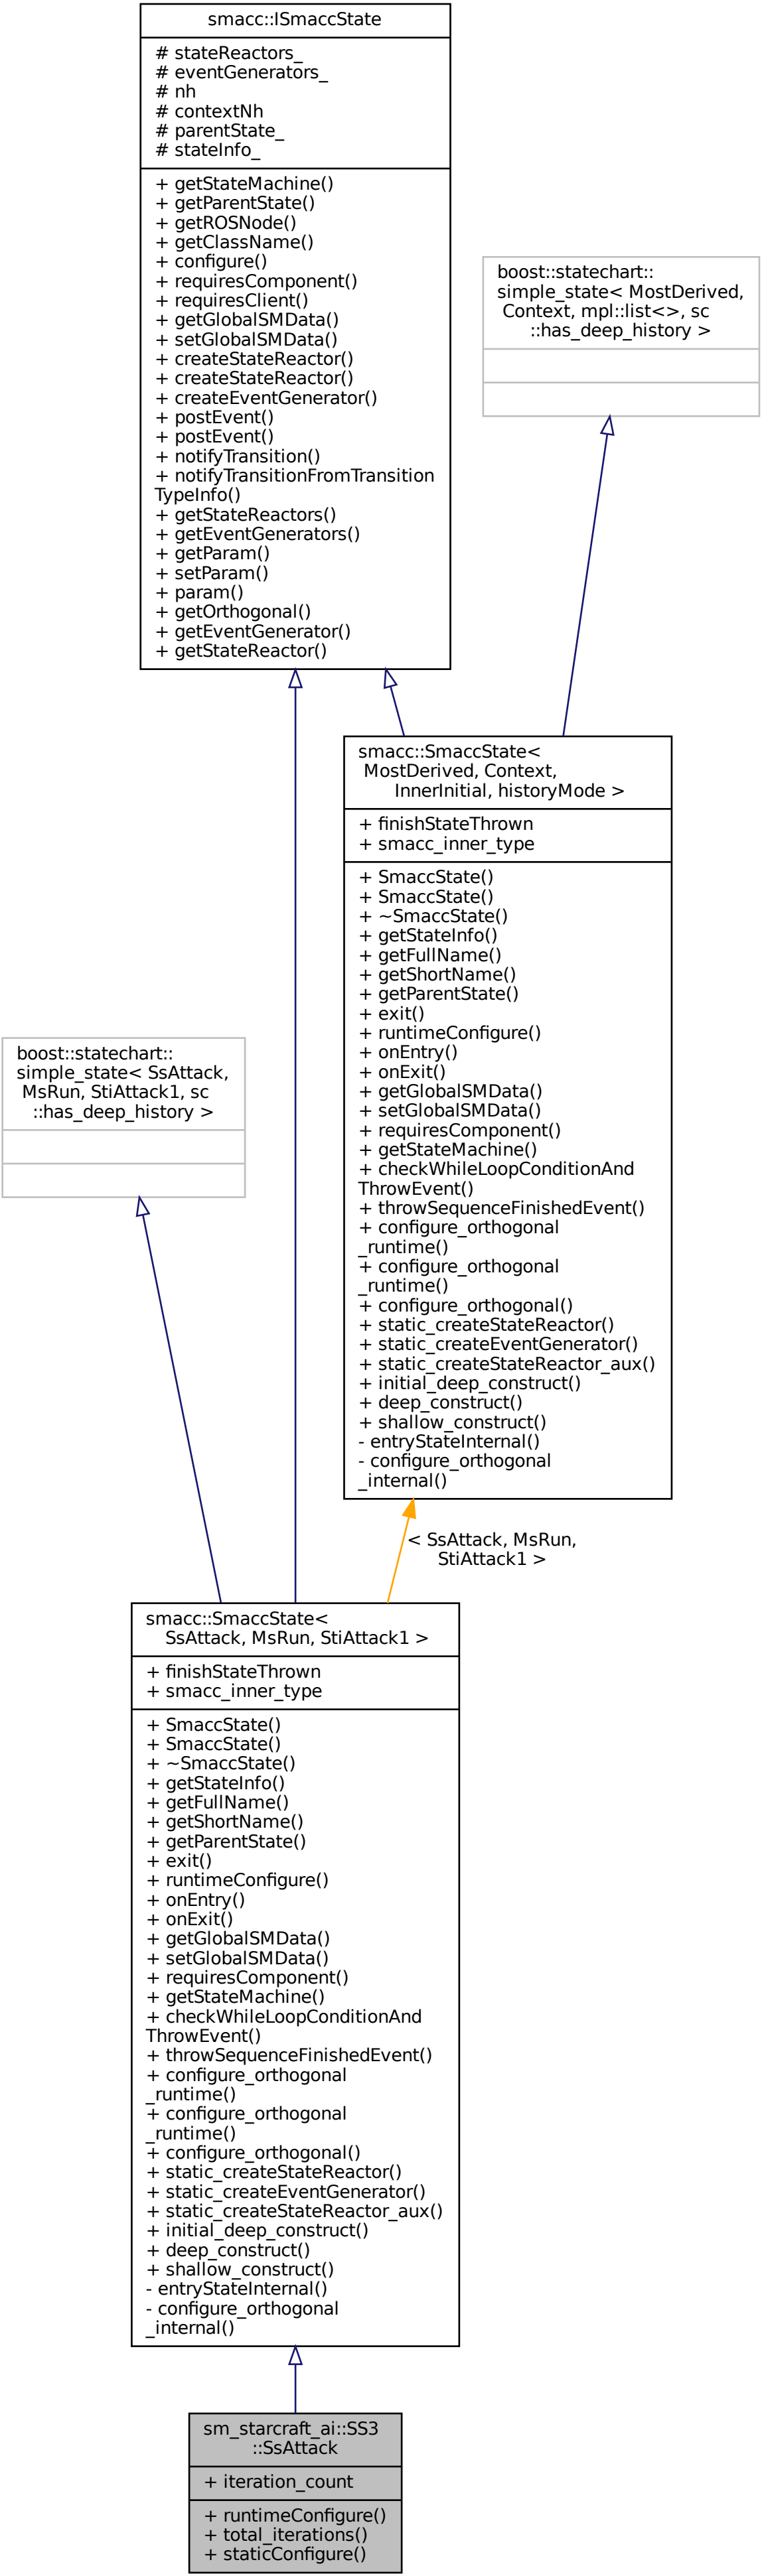 smacc::ISmaccState
# stateReactors_
# eventGenerators_
# nh
# contextNh
# parentState_
# stateInfo_
+ getStateMachine()
+ getParentState()
+ getROSNode()
+ getClassName()
+ configure()
+ requiresComponent()
+ requiresClient()
+ getGlobalSMData()
+ setGlobalSMData()
+ createStateReactor()
+ createStateReactor()
+ createEventGenerator()
+ postEvent()
+ postEvent()
+ notifyTransition()
+ notifyTransitionFromTransition
TypeInfo()
+ getStateReactors()
+ getEventGenerators()
+ getParam()
+ setParam()
+ param()
+ getOrthogonal()
+ getEventGenerator()
+ getStateReactor()
boost::statechart::
simple_state< MostDerived,
Context, mpl::list<>, sc
::has_deep_history >
smacc::SmaccState<
MostDerived, Context,
InnerInitial, historyMode >
+ finishStateThrown
+ smacc_inner_type
+ SmaccState()
+ SmaccState()
+ ~SmaccState()
+ getStateInfo()
+ getFullName()
+ getShortName()
+ getParentState()
+ exit()
+ runtimeConfigure()
+ onEntry()
+ onExit()
+ getGlobalSMData()
+ setGlobalSMData()
+ requiresComponent()
+ getStateMachine()
+ checkWhileLoopConditionAnd
ThrowEvent()
+ throwSequenceFinishedEvent()
+ configure_orthogonal
_runtime()
+ configure_orthogonal
_runtime()
+ configure_orthogonal()
+ static_createStateReactor()
+ static_createEventGenerator()
+ static_createStateReactor_aux()
+ initial_deep_construct()
+ deep_construct()
+ shallow_construct()
- entryStateInternal()
- configure_orthogonal
_internal()
boost::statechart::
simple_state< SsAttack,
MsRun, StiAttack1, sc
::has_deep_history >
< SsAttack, MsRun,
StiAttack1 >
smacc::SmaccState<
SsAttack, MsRun, StiAttack1 >
+ finishStateThrown
+ smacc_inner_type
+ SmaccState()
+ SmaccState()
+ ~SmaccState()
+ getStateInfo()
+ getFullName()
+ getShortName()
+ getParentState()
+ exit()
+ runtimeConfigure()
+ onEntry()
+ onExit()
+ getGlobalSMData()
+ setGlobalSMData()
+ requiresComponent()
+ getStateMachine()
+ checkWhileLoopConditionAnd
ThrowEvent()
+ throwSequenceFinishedEvent()
+ configure_orthogonal
_runtime()
+ configure_orthogonal
_runtime()
+ configure_orthogonal()
+ static_createStateReactor()
+ static_createEventGenerator()
+ static_createStateReactor_aux()
+ initial_deep_construct()
+ deep_construct()
+ shallow_construct()
- entryStateInternal()
- configure_orthogonal
_internal()
sm_starcraft_ai::SS3
::SsAttack
+ iteration_count
+ runtimeConfigure()
+ total_iterations()
+ staticConfigure()